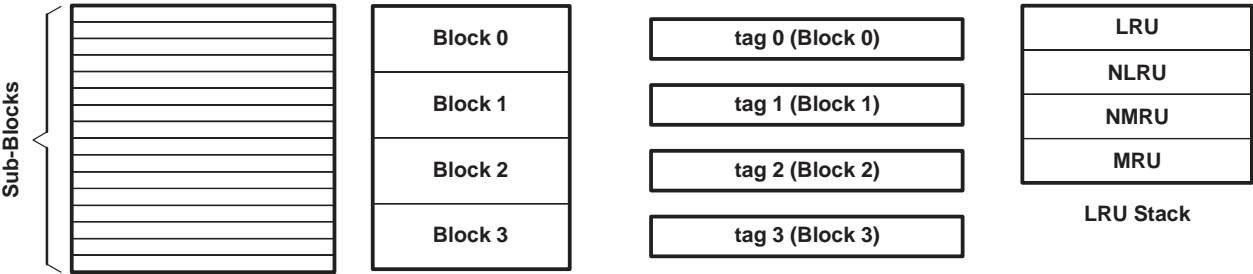 Sub-Blocks
Block 0
Block 1
Block 2
Block 3
tag 0 (Block 0)
tag 1 (Block 1)
tag 2 (Block 2)
tag 3 (Block 3)
LRU
NLRU
NMRU
MRU
LRU Stack